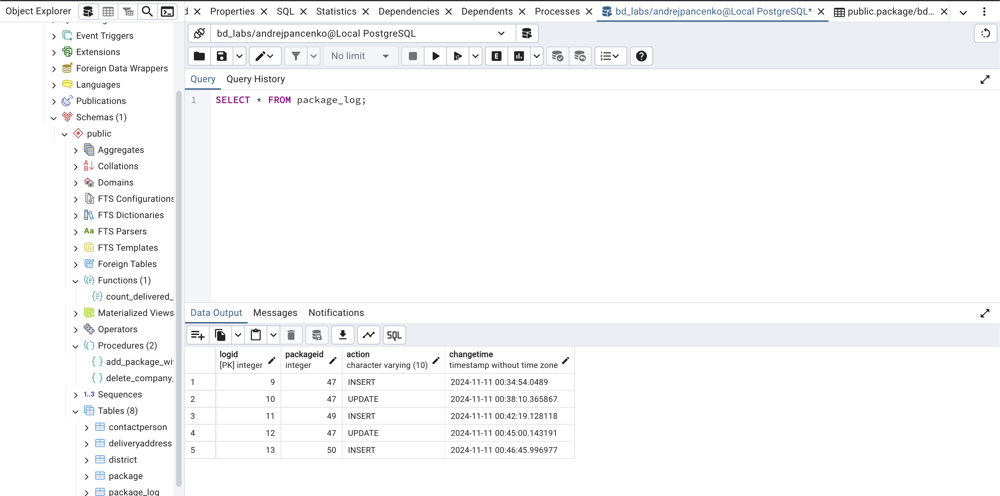 Object Explorer
d
Properties
SQL
Statistics
Dependencies
Dependents
Processes
bd_labs/andrejpancenko@Local PostgreSQL*
public.package/bd...
bd_labs/andrejpancenko@Local PostgreSQL
No limit
E
Query
Query History
1
SELECT * FROM package_log;
Event Triggers
Extensions
Foreign Data Wrappers
Languages
Publications
Schemas (1)
public
Aggregates
Collations
Domains
FTS Configurations
FTS Dictionaries
Aa FTS Parsers
FTS Templates
Foreign Tables
Functions (1)
count_delivered_
Materialized Views
Operators
Procedures (2)
add_package_wi
delete_company_
1..3 Sequences
Tables (8)
contactperson
deliveryaddress
district
package
package_log
Data Output
Messages
Notifications
SQL
logid
[PK] integer
packageid
integer
action
character varying (10)
changetime
timestamp without time zone
1 9 47 INSERT 2024-11-11 00:34:54.0489
2 10 47 UPDATE 2024-11-11 00:38:10.365867
3 11 49 INSERT 2024-11-11 00:42:19.128118
4 12 47 UPDATE 2024-11-11 00:45:00.143191
5 13 50 INSERT 2024-11-11 00:46:45.996977